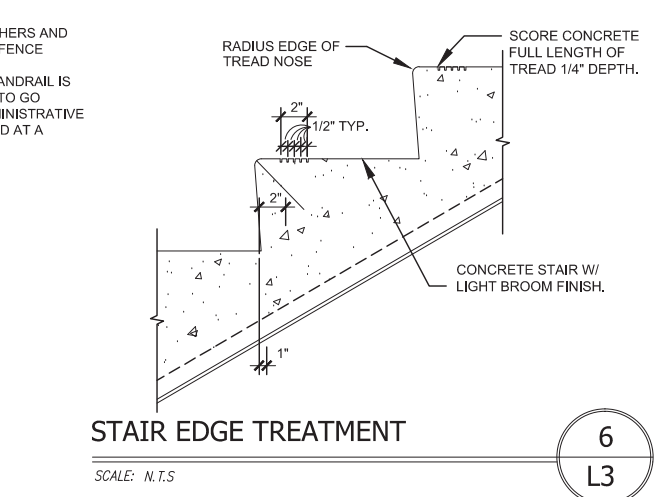 HERS AND
FENCE
ANDRAIL IS
TO GO
MINISTRATIVE
D AT A
RADIUS EDGE OF
TREAD NOSE
SCORE CONCRETE
FULL LENGTH OF
TREAD 1/4" DEPTH.
2"
1/2" TYP.
2"
CONCRETE STAIR W/
LIGHT BROOM FINISH.
1"
STAIR EDGE TREATMENT
SCALE: N.T.S
6
L3